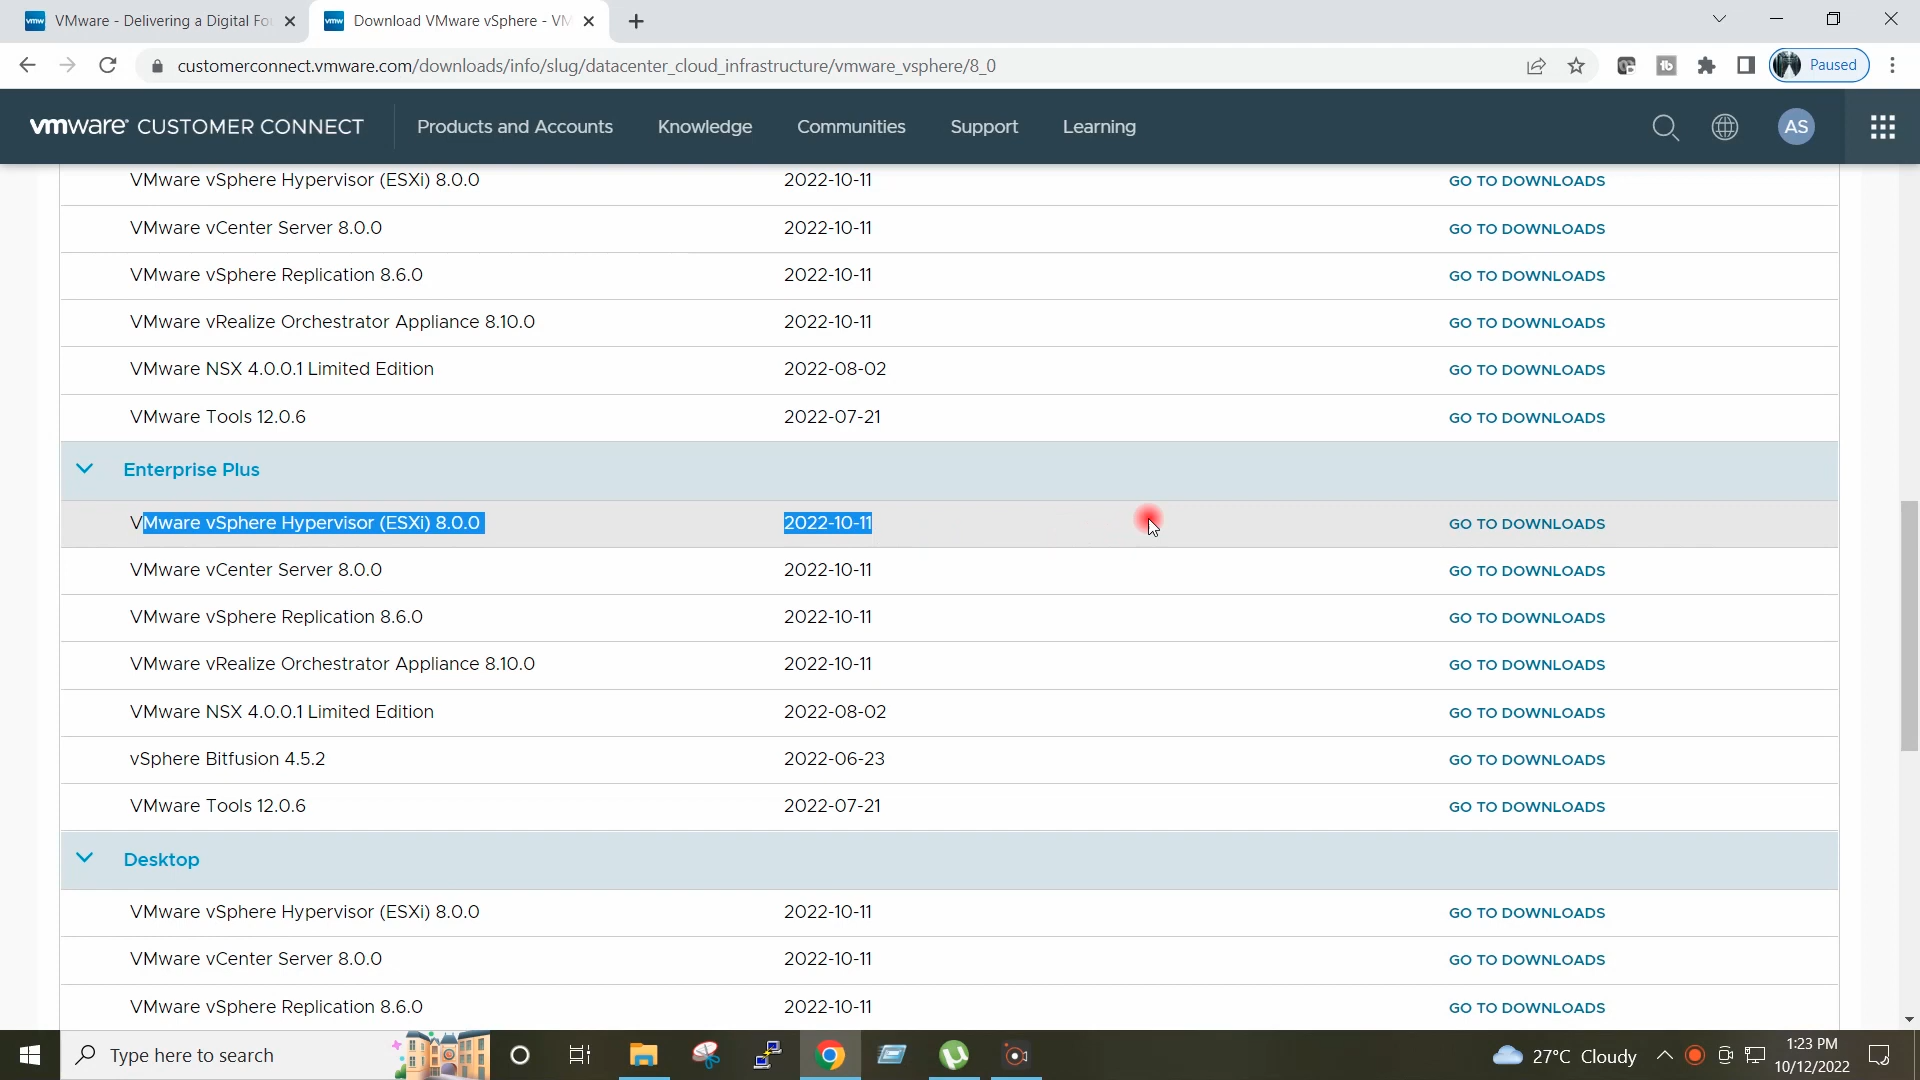 VMware - Delivering a Digital Fo
Download VMware vSphere - VM
customerconnect.vmware.com/downloads/info/slug/datacenter_cloud_infrastructure/vmware_vsphere/8_0
Paused
vmware® CUSTOMER CONNECT
Products and Accounts
Knowledge
Communities
Support
Learning
AS
VMware vSphere Hypervisor (ESXi) 8.0.0 2022-10-11 GO TO DOWNLOADS
VMware vCenter Server 8.0.0 2022-10-11 GO TO DOWNLOADS
VMware vSphere Replication 8.6.0 2022-10-11 GO TO DOWNLOADS
VMware vRealize Orchestrator Appliance 8.10.0 2022-10-11 GO TO DOWNLOADS
VMware NSX 4.0.0.1 Limited Edition 2022-08-02 GO TO DOWNLOADS
VMware Tools 12.0.6 2022-07-21 GO TO DOWNLOADS
Enterprise Plus
VMware vSphere Hypervisor (ESXi) 8.0.0 2022-10-11 GO TO DOWNLOADS
VMware vCenter Server 8.0.0 2022-10-11 GO TO DOWNLOADS
VMware vSphere Replication 8.6.0 2022-10-11 GO TO DOWNLOADS
VMware vRealize Orchestrator Appliance 8.10.0 2022-10-11 GO TO DOWNLOADS
VMware NSX 4.0.0.1 Limited Edition 2022-08-02 GO TO DOWNLOADS
vSphere Bitfusion 4.5.2 2022-06-23 GO TO DOWNLOADS
VMware Tools 12.0.6 2022-07-21 GO TO DOWNLOADS
Desktop
VMware vSphere Hypervisor (ESXi) 8.0.0 2022-10-11 GO TO DOWNLOADS
VMware vCenter Server 8.0.0 2022-10-11 GO TO DOWNLOADS
VMware vSphere Replication 8.6.0 2022-10-11 GO TO DOWNLOADS
Type here to search
27°C Cloudy
1:23 PM
10/12/2022